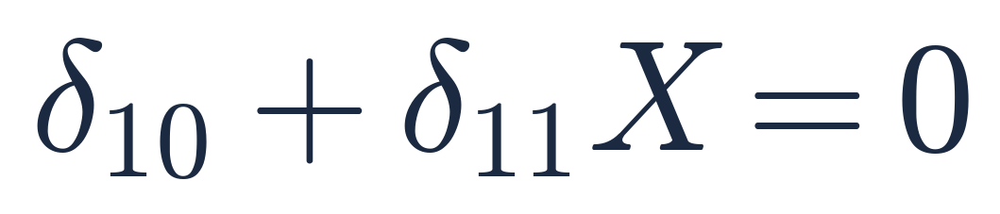 δ₁₀ + δ₁₁X = 0